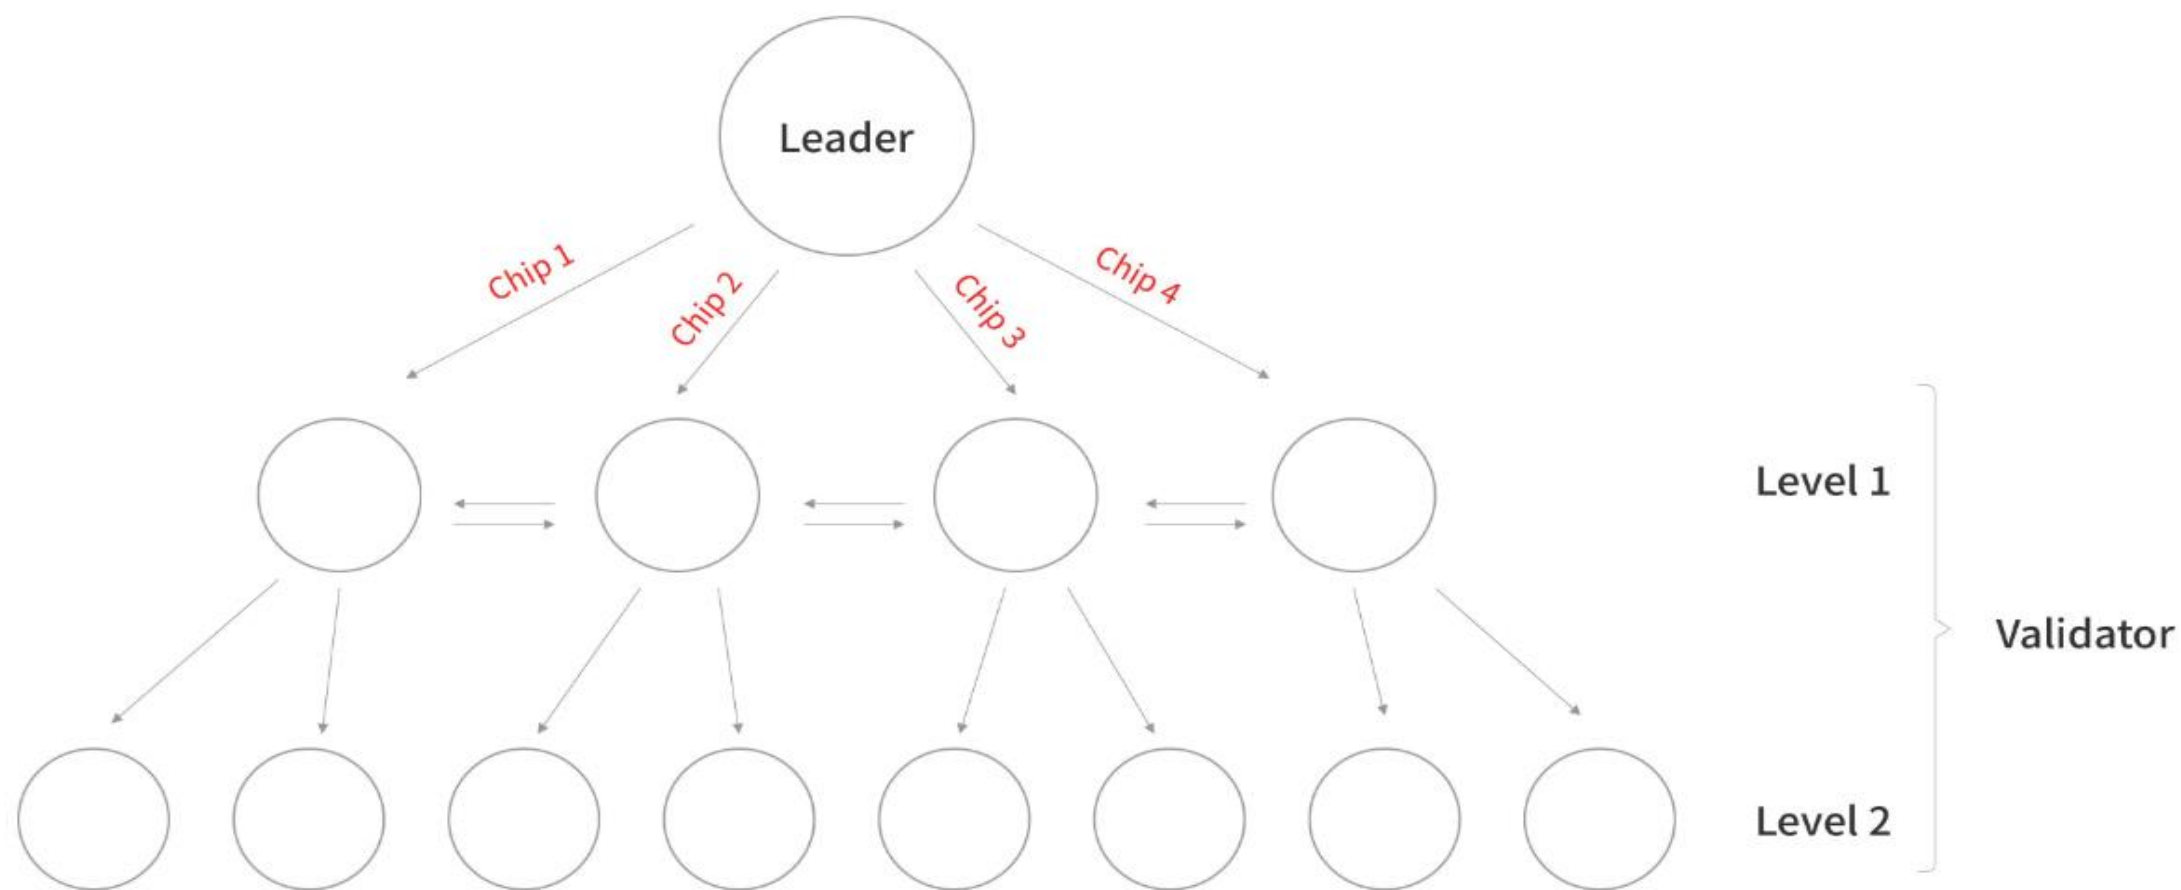 Leader
Chip 1
Chip 2
Chip 3
Chip 4
Level 1
Validator
Level 2